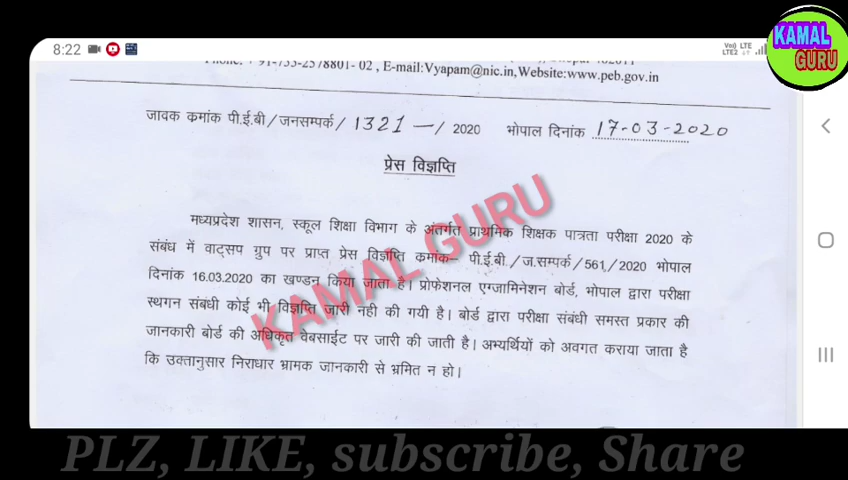 8:22
Vo) LTE
LTE2
KAMAL
GURU
Phone: + 91-755-2578801- 02 , E-mail:Vyapam@nic.in,Website:www.peb.gov.in
जावक क्रमांक पी.ई.बी/जनसम्पर्क/ 1321 –/ 2020 भोपाल दिनांक 17-03-2020
प्रेस विज्ञप्ति
मध्यप्रदेश शासन, स्कूल शिक्षा विभाग के अंतर्गत प्राथमिक शिक्षक पात्रता परीक्षा 2020 के
संबंध में वाट्सप ग्रुप पर प्राप्त प्रेस विज्ञप्ति क्रमांक– पी.ई.बी./ज.सम्पर्क/561,/2020 भोपाल
दिनांक 16.03.2020 का खण्डन किया जाता है। प्रोफेशनल एग्जामिनेशन बोर्ड, भोपाल द्वारा परीक्षा
स्थगन संबंधी कोई भी विज्ञप्ति जारी नही की गयी है। बोर्ड द्वारा परीक्षा संबंधी समस्त प्रकार की
जानकारी बोर्ड की अधिकृत वेबसाईट पर जारी की जाती है। अभ्यर्थियों को अवगत कराया जाता है
कि उक्तानुसार निराधार भ्रामक जानकारी से भ्रमित न हो।
KAMAL GURU
PLZ, LIKE, subscribe, Share